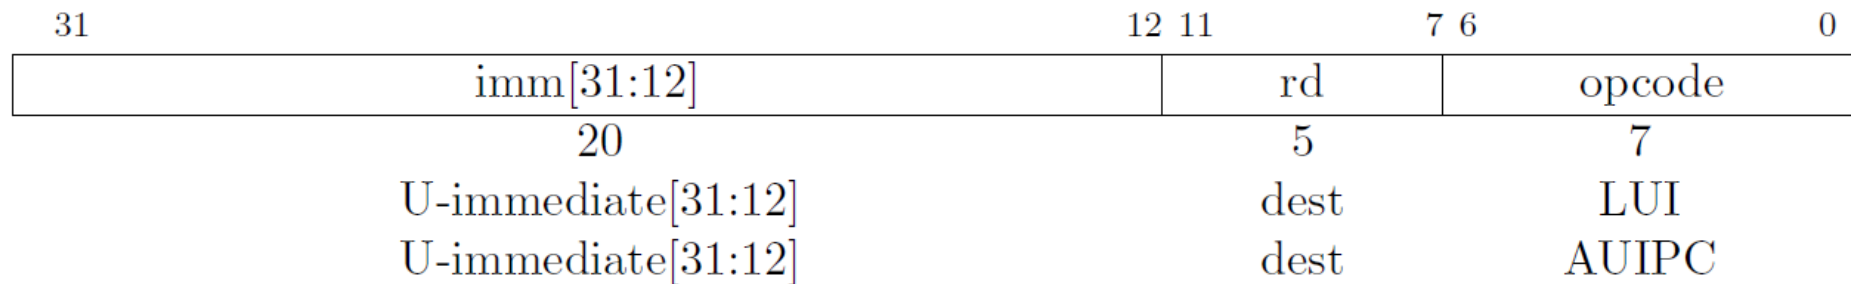 31 12 11 7 6 0
imm[31:12] rd opcode
20 5 7
U-immediate[31:12] dest LUI
U-immediate[31:12] dest AUIPC